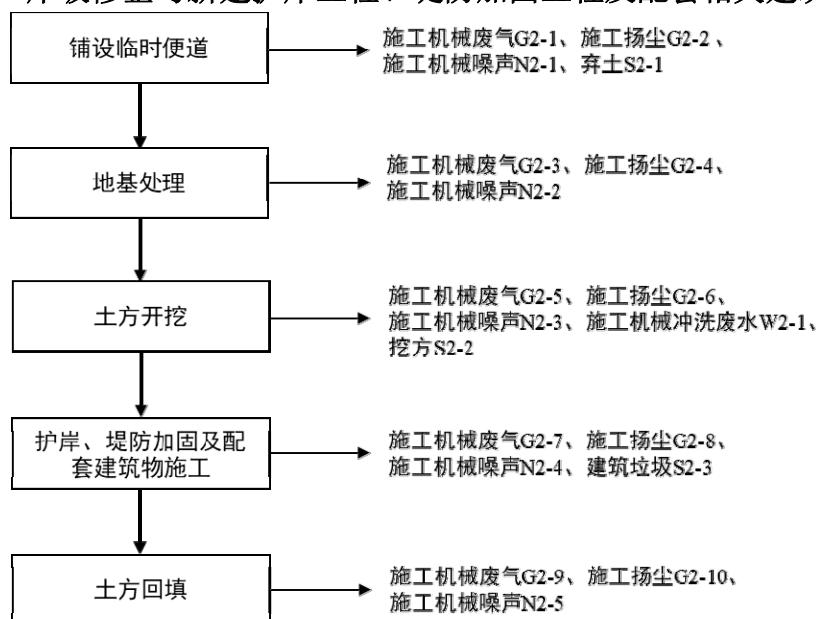 铺设临时便道
施工机械废气G2-1、施工扬尘G2-2、
施工机械噪声N2-1、弃土S2-1
地基处理
施工机械废气G2-3、施工扬尘G2-4、
施工机械噪声N2-2
土方开挖
施工机械废气G2-5、施工扬尘G2-6、
施工机械噪声N2-3、施工机械冲洗废水W2-1、
挖方S2-2
护岸、堤防加固及配
套建筑物施工
施工机械废气G2-7、施工扬尘G2-8、
施工机械噪声N2-4、建筑垃圾S2-3
土方回填
施工机械废气G2-9、施工扬尘G2-10、
施工机械噪声N2-5